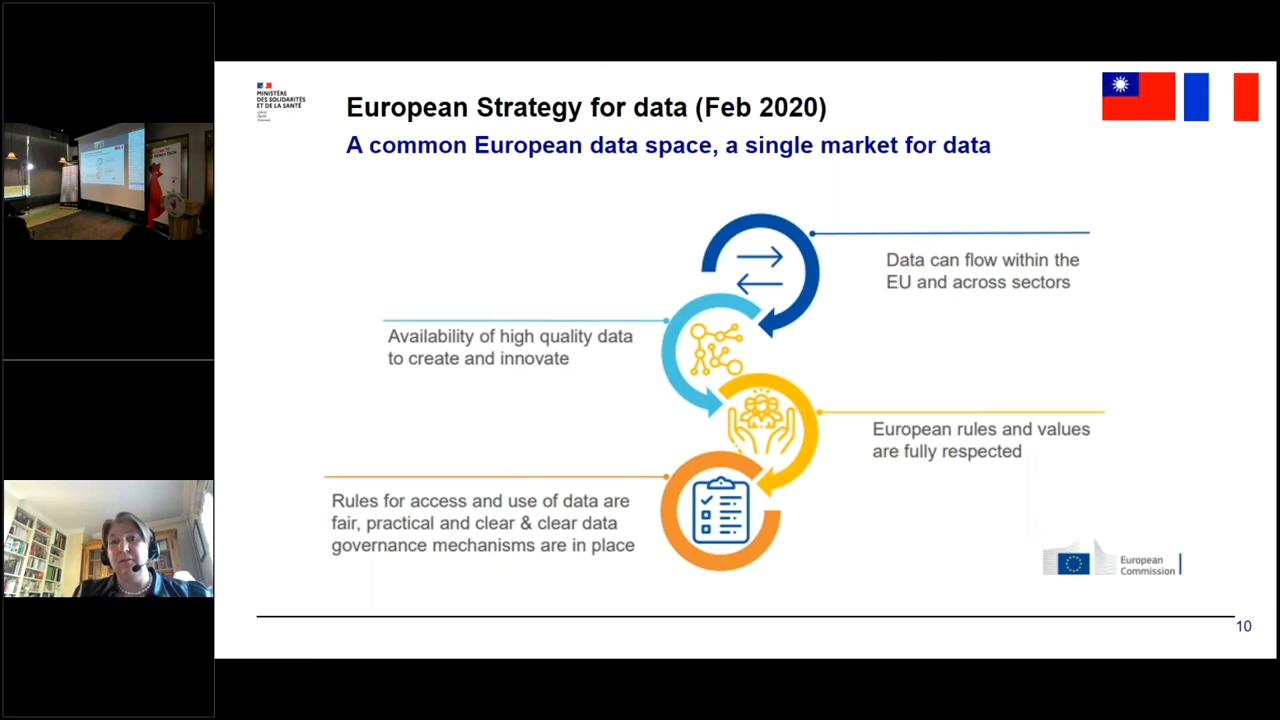 MINISTÈRE
DES SOLIDARITÉS
ET DE LA SANTÉ
European Strategy for data (Feb 2020)
A common European data space, a single market for data
Data can flow within the
EU and across sectors
Availability of high quality data
to create and innovate
European rules and values
are fully respected
Rules for access and use of data are
fair, practical and clear & clear data
governance mechanisms are in place
European
Commission
10